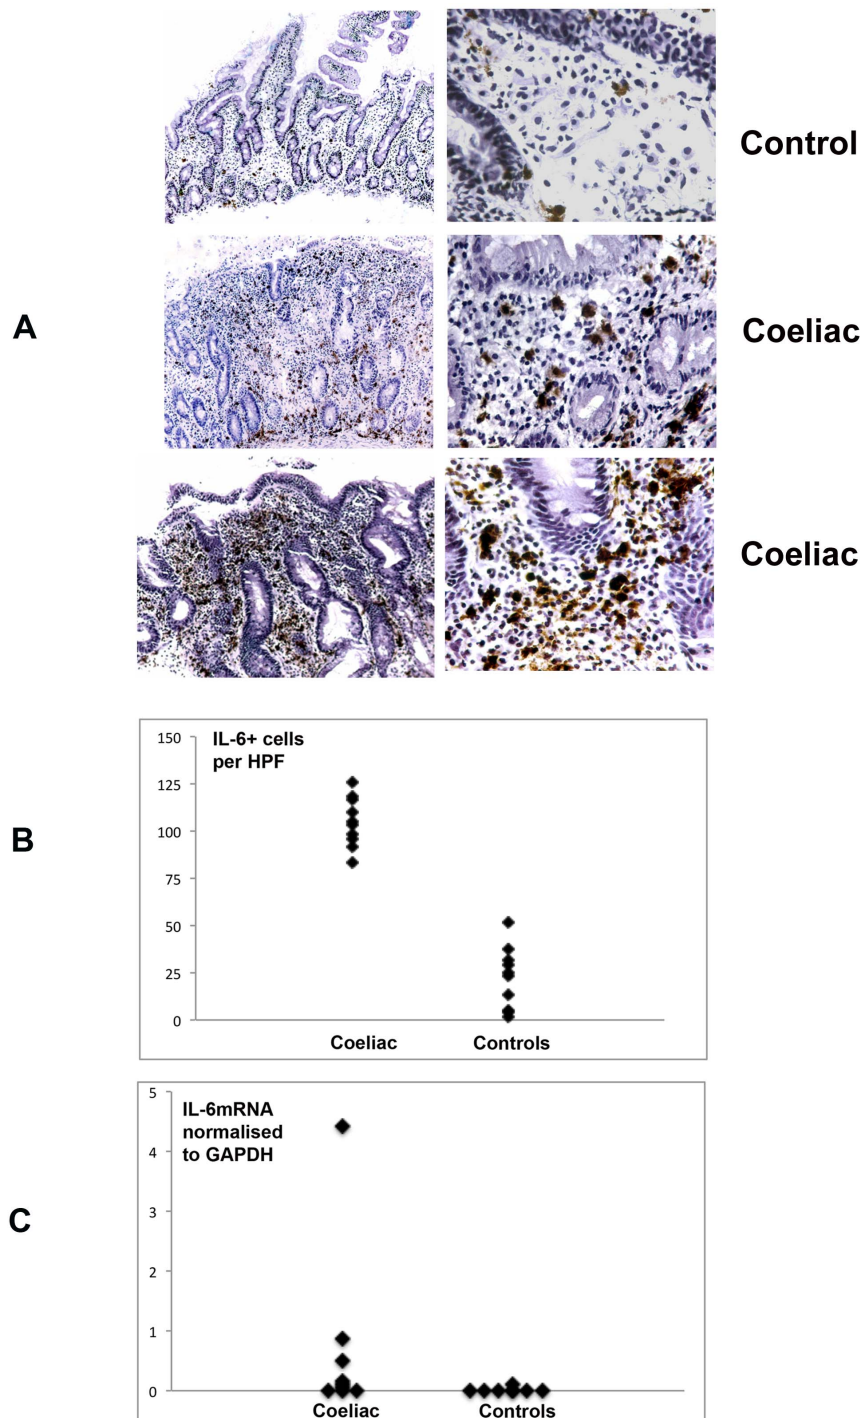 Control
A
Coeliac
Coeliac
B
IL-6+ cells
per HPF
150
125
100
75
50
25
0
Coeliac Controls
C
IL-6mRNA
normalised
to GAPDH
5
4
3
2
1
0
Coeliac Controls